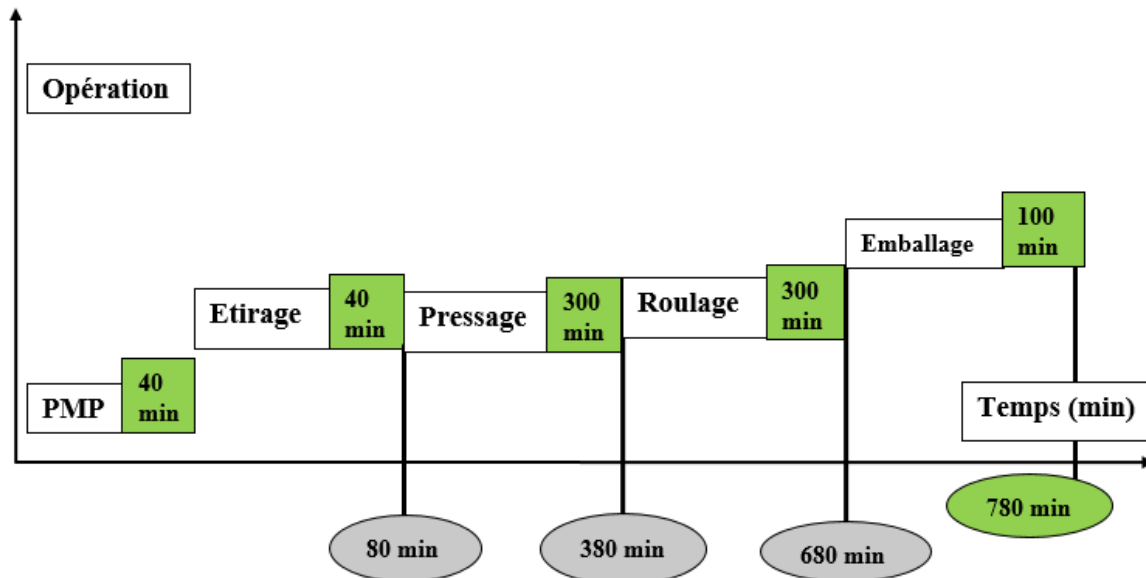 Opération
100
min
Emballage
40
min
Etirage
300
min
Pressage
300
min
Roulage
40
min
PMP
Temps (min)
780 min
80 min
380 min
680 min